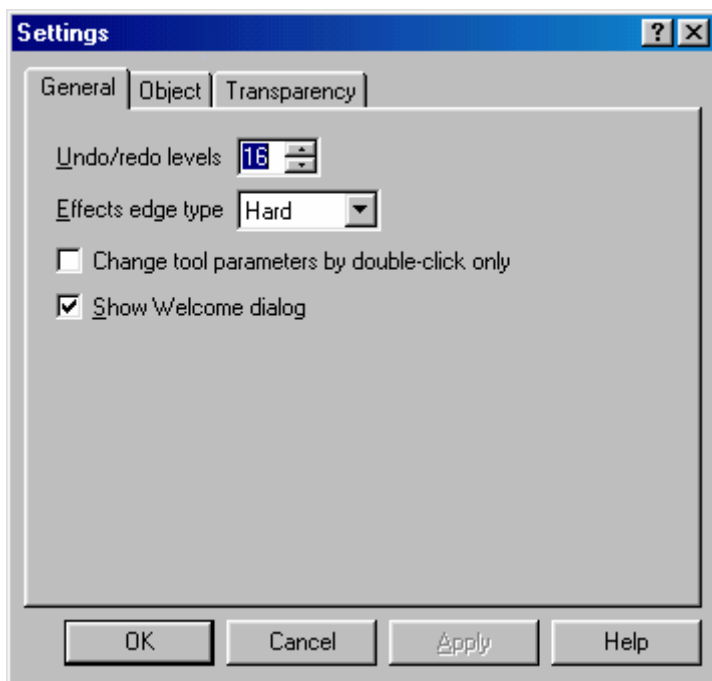 Settings
General Object Transparency
Undo/redo levels 16
Effects edge type Hard
Change tool parameters by double-click only
Show Welcome dialog
OK Cancel Apply Help